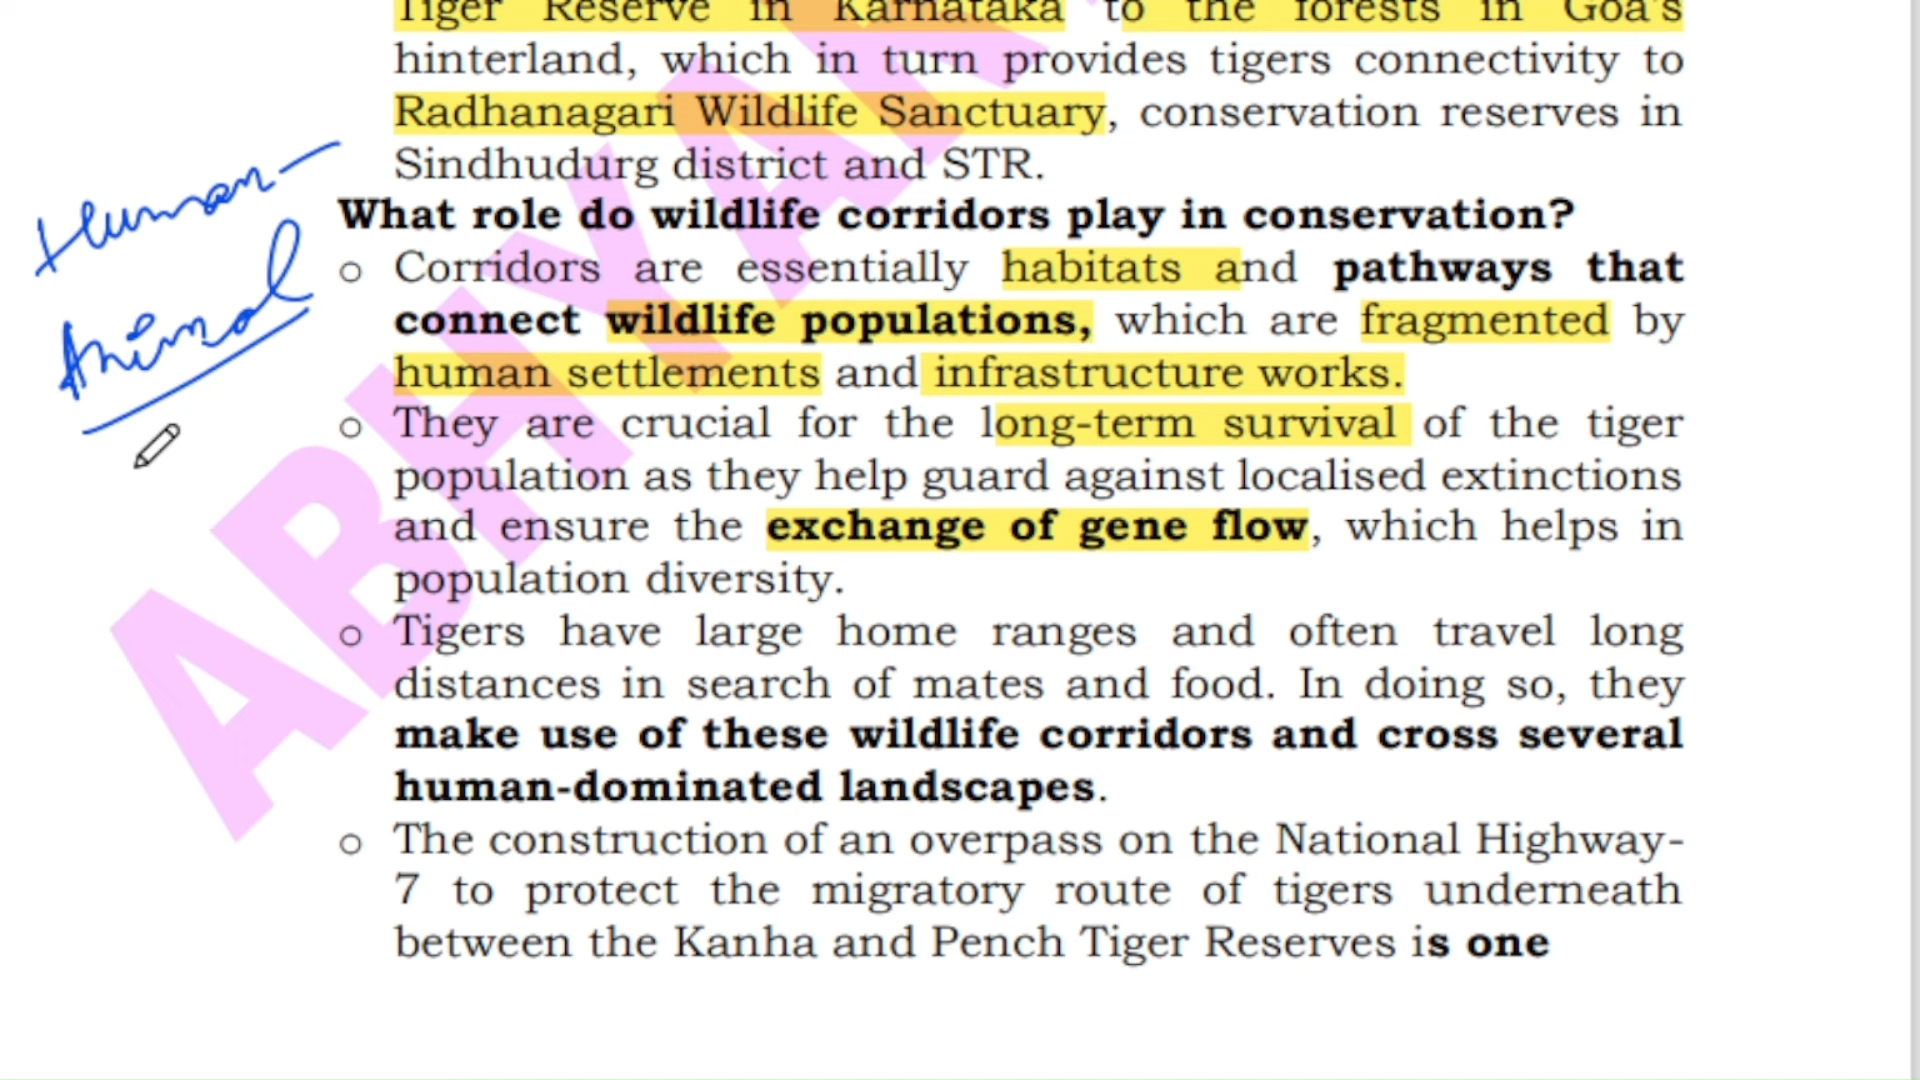 Tiger Reserve in Karnataka to the forests in Goa's
hinterland, which in turn provides tigers connectivity to
Radhanagari Wildlife Sanctuary, conservation reserves in
Sindhudurg district and STR.
Human-
Animal
What role do wildlife corridors play in conservation?
o Corridors are essentially habitats and pathways that
connect wildlife populations, which are fragmented by
human settlements and infrastructure works.
o They are crucial for the long-term survival of the tiger
population as they help guard against localised extinctions
and ensure the exchange of gene flow, which helps in
population diversity.
o Tigers have large home ranges and often travel long
distances in search of mates and food. In doing so, they
make use of these wildlife corridors and cross several
human-dominated landscapes.
o The construction of an overpass on the National Highway-
7 to protect the migratory route of tigers underneath
between the Kanha and Pench Tiger Reserves is one